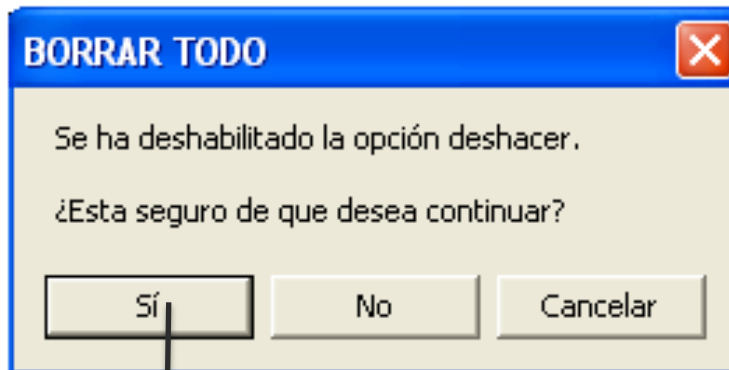 BORRAR TODO
Se ha deshabilitado la opción deshacer.
¿Esta seguro de que desea continuar?
Sí No Cancelar